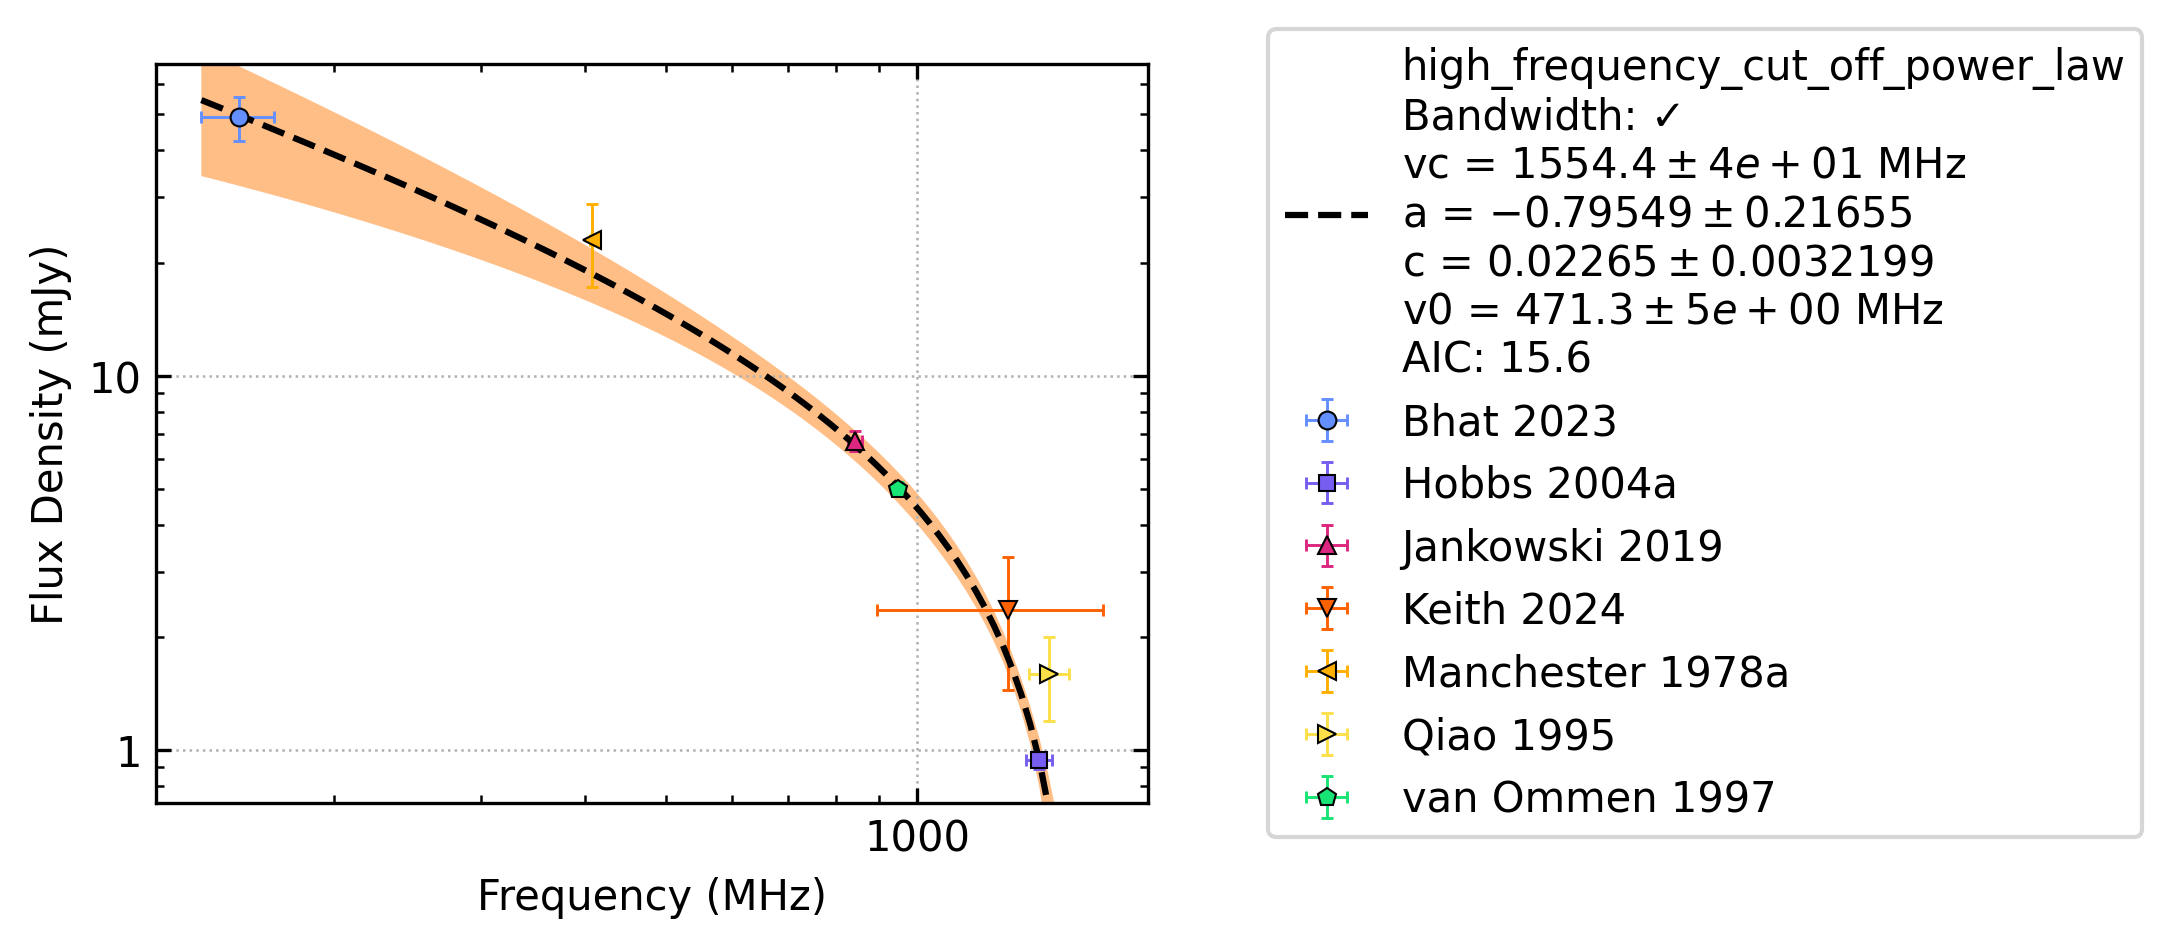 Flux Density (mJy)
10
1
1000
Frequency (MHz)
high_frequency_cut_off_power_law
Bandwidth: ✓
vc = 1554.4 ± 4e + 01 MHz
a = −0.79549 ± 0.21655
c = 0.02265 ± 0.0032199
v0 = 471.3 ± 5e + 00 MHz
AIC: 15.6
Bhat 2023
Hobbs 2004a
Jankowski 2019
Keith 2024
Manchester 1978a
Qiao 1995
van Ommen 1997